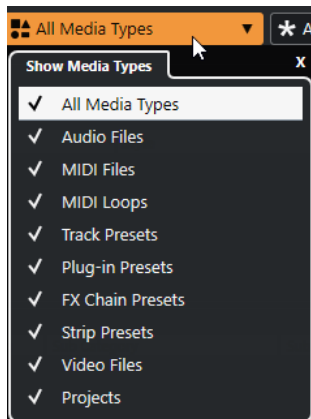 All Media Types
A
Show Media Types x
All Media Types
Audio Files
MIDI Files
MIDI Loops
Track Presets
Plug-in Presets
FX Chain Presets
Strip Presets
Video Files
Projects